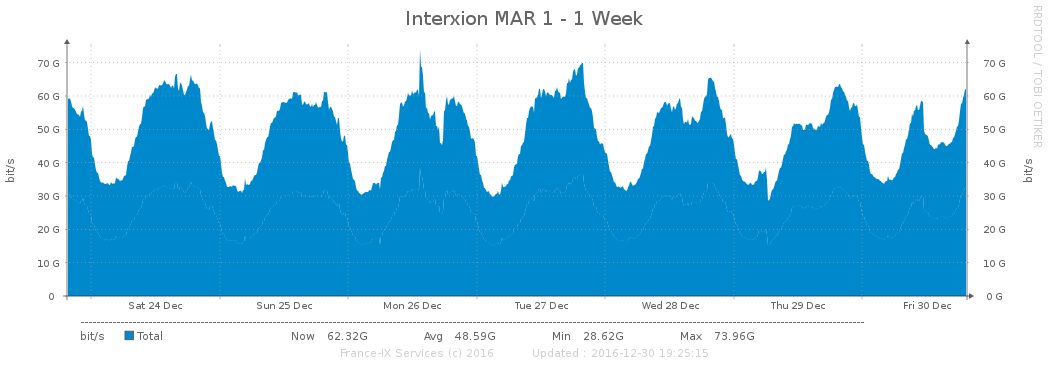 Interxion MAR 1 - 1 Week
RRDTOOL / TOBI OETIKER
bit/s
bit/s
70 G 70 G
60 G 60 G
50 G 50 G
40 G 40 G
30 G 30 G
20 G 20 G
10 G 10 G
0 0 G
Sat 24 Dec Sun 25 Dec Mon 26 Dec Tue 27 Dec Wed 28 Dec Thu 29 Dec Fri 30 Dec
bit/s Total Now 62.32G Avg 48.59G Min 28.62G Max 73.96G
France-IX Services (c) 2016 Updated : 2016-12-30 19:25:15